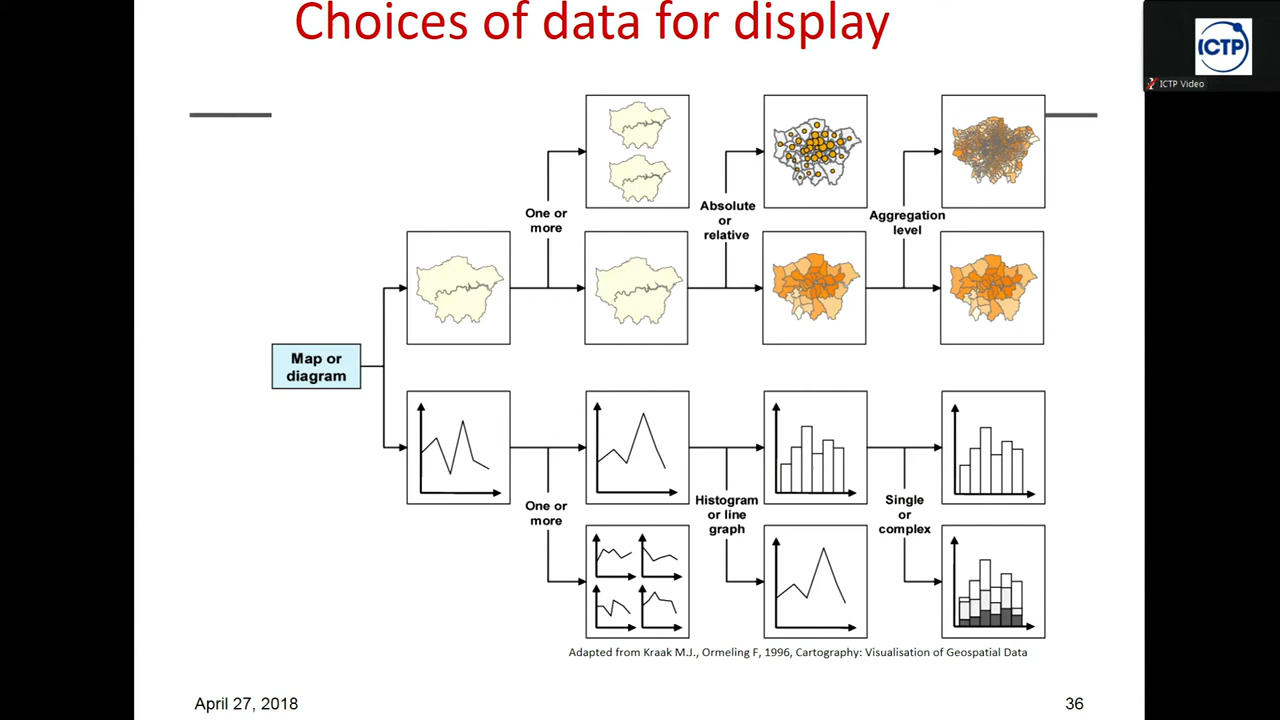 Choices of data for display
ICTP
ICTP Video
One or
more
Absolute
or
relative
Aggregation
level
Map or
diagram
One or
more
Histogram
or line
graph
Single
or
complex
Adapted from Kraak M.J., Ormeling F, 1996, Cartography: Visualisation of Geospatial Data
April 27, 2018
36